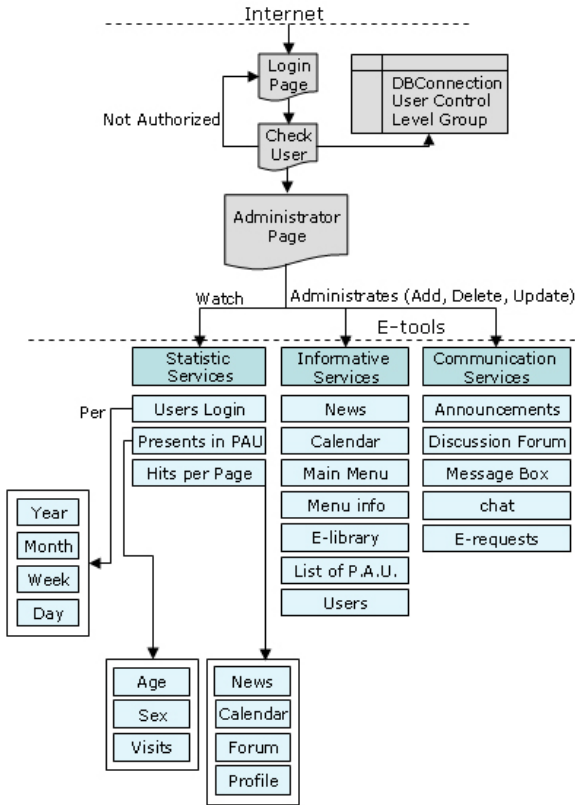 Internet
Login
Page
DBConnection
User Control
Level Group
Not Authorized
Check
User
Administrator
Page
Watch
Administrates (Add, Delete, Update)
E-tools
Statistic
Services
Informative
Services
Communication
Services
Per
Users Login
Presents in PAU
Hits per Page
News
Calendar
Main Menu
Menu info
E-library
List of P.A.U.
Users
Announcements
Discussion Forum
Message Box
chat
E-requests
Year
Month
Week
Day
Age
Sex
Visits
News
Calendar
Forum
Profile